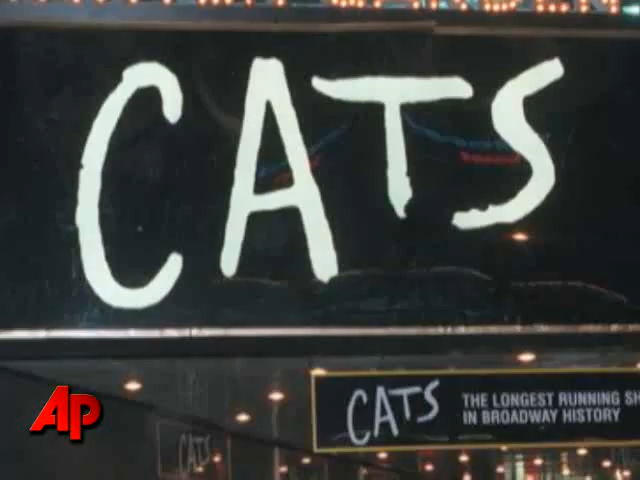 CATS
CATS
THE LONGEST RUNNING SH
IN BROADWAY HISTORY
CATS
AP